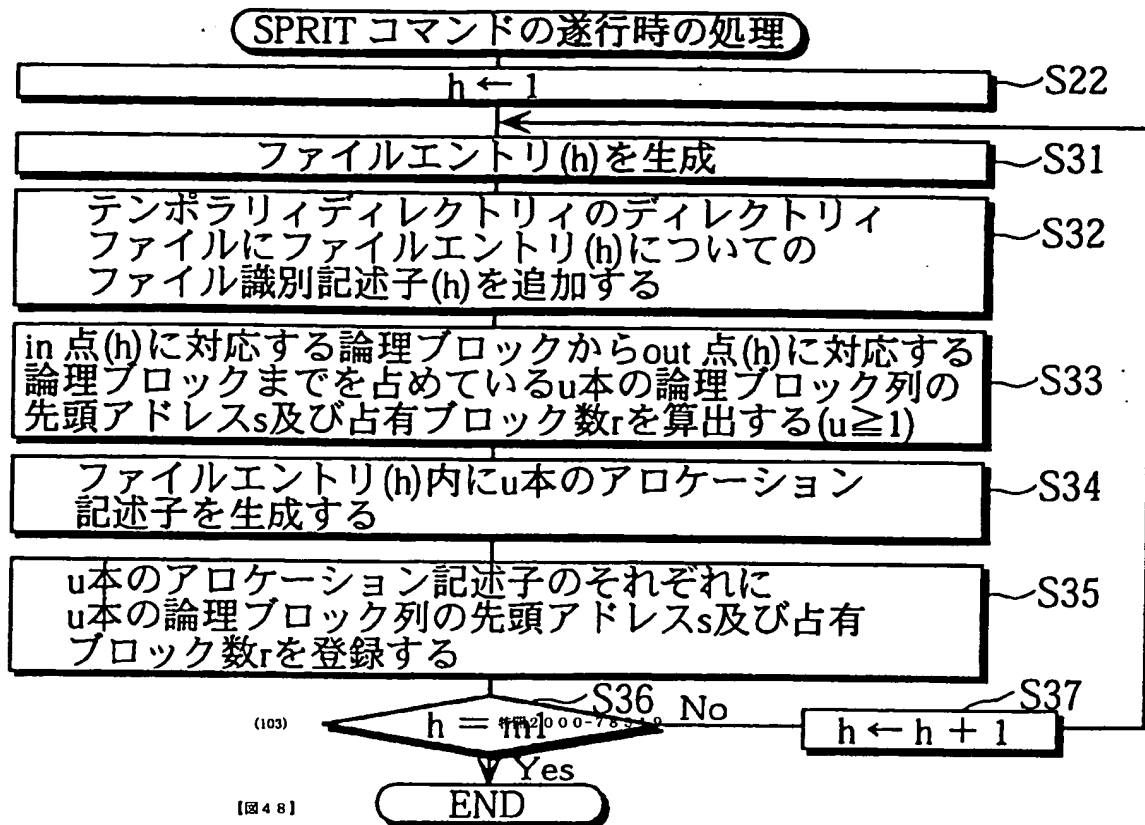 SPRIT コマンドの遂行時の処理
h ← 1
S22
ファイルエントリ(h)を生成
S31
テンポラリィディレクトリィのディレクトリィ
ファイルにファイルエントリ(h)についての
ファイル識別記述子(h)を追加する
S32
in 点(h)に対応する論理ブロックからout 点(h)に対応する
論理ブロックまでを占めているu本の論理ブロック列の
先頭アドレスs及び占有ブロック数rを算出する(u≧1)
S33
ファイルエントリ(h)内にu本のアロケーション
記述子を生成する
S34
u本のアロケーション記述子のそれぞれに
u本の論理ブロック列の先頭アドレスs及び占有
ブロック数rを登録する
S35
S36
S37
(103)
h = m1
No
h ← h + 1
Yes
【図48】
END